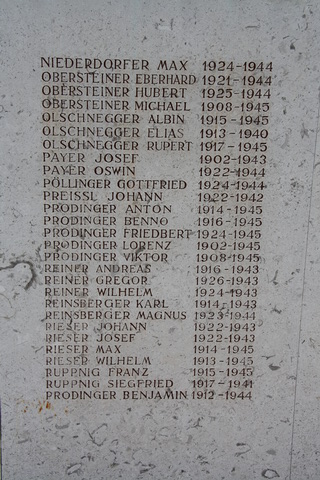 NIEDERDORFER MAX 1924-1944
OBERSTEINER EBERHARD 1921-1944
OBERSTEINER HUBERT 1925-1944
OBERSTEINER MICHAEL 1908-1945
OLSCHNEGGER ALBIN 1915-1945
OLSCHNEGGER ELIAS 1913-1940
OLSCHNEGGER RUPERT 1917-1945
PAYER JOSEF 1902-1943
PAYER OSWIN 1922-1944
PÖLLINGER GOTTFRIED 1924-1944
PREISSL JOHANN 1922-1942
PRODINGER ANTON 1914-1945
PRODINGER BENNO 1916-1945
PRODINGER FRIEDBERT 1924-1945
PRODINGER LORENZ 1902-1945
PRODINGER VIKTOR 1908-1945
REINER ANDREAS 1916-1943
REINER GREGOR 1926-1943
REINER WILHELM 1924-1943
REINSBERGER KARL 1914-1943
REINSBERGER MAGNUS 1923-1944
RIESER JOHANN 1922-1943
RIESER JOSEF 1922-1943
RIESER MAX 1914-1945
RIESER WILHELM 1913-1945
RUPPNIG FRANZ 1915-1945
RUPPNIG SIEGFRIED 1917-1941
PRODINGER BENJAMIN 1912-1944